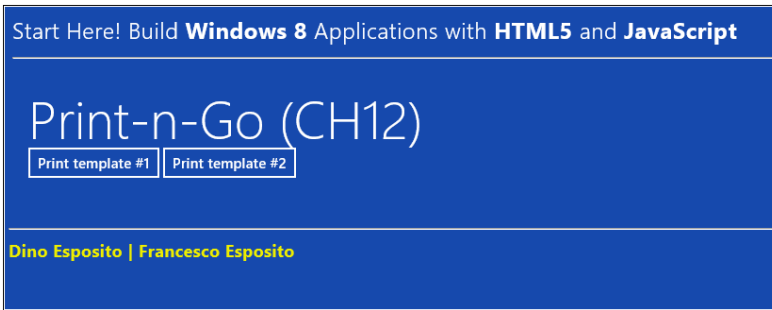 Start Here! Build Windows 8 Applications with HTML5 and JavaScript
Print-n-Go (CH12)
Print template #1 Print template #2
Dino Esposito | Francesco Esposito